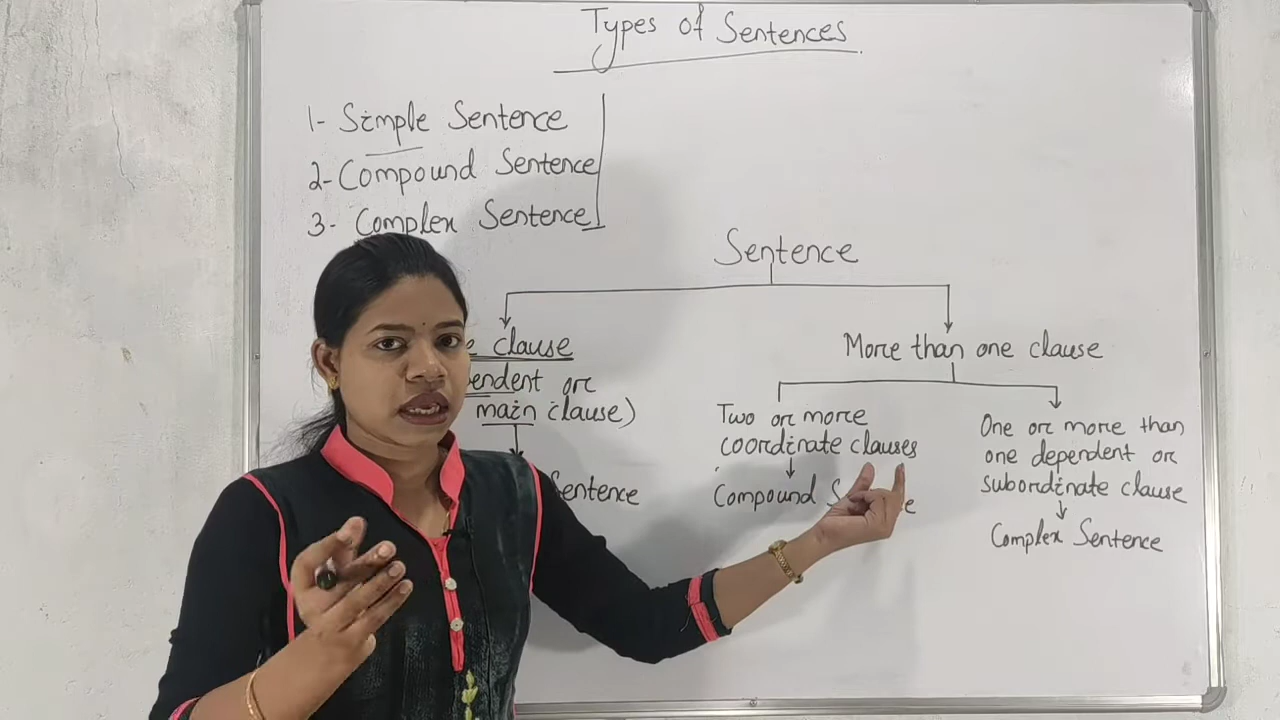 Types of Sentences
1- Simple Sentence
2- Compound Sentence
3- Complex Sentence
Sentence
clause
main clause)
Sentence
More than one clause
Two or more
coordinate clauses
Compound
One or more than
one dependent or
subordinate clause
Complex Sentence